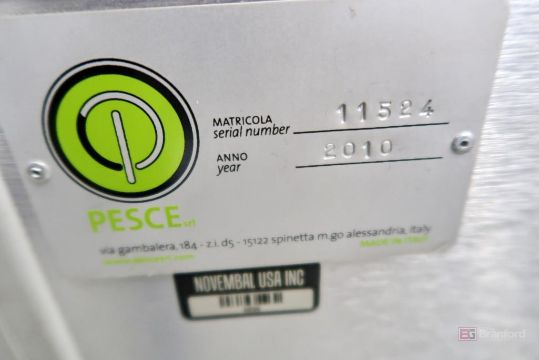 MATRICOLA
serial number 11524
ANNO
year 2010
PESCE srl
via gambalera, 184 - z.i. d5 - 15122 spinetta m.go alessandria, italy
MADE IN ITALY
NOVEMBAL USA INC
EG Branford